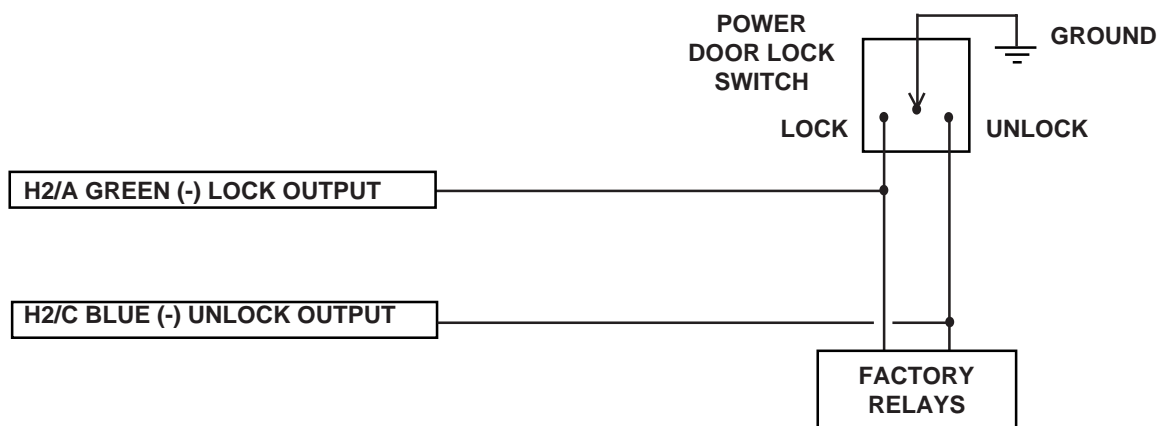 POWER
DOOR LOCK
SWITCH
GROUND
LOCK
UNLOCK
H2/A GREEN (-) LOCK OUTPUT
H2/C BLUE (-) UNLOCK OUTPUT
FACTORY
RELAYS